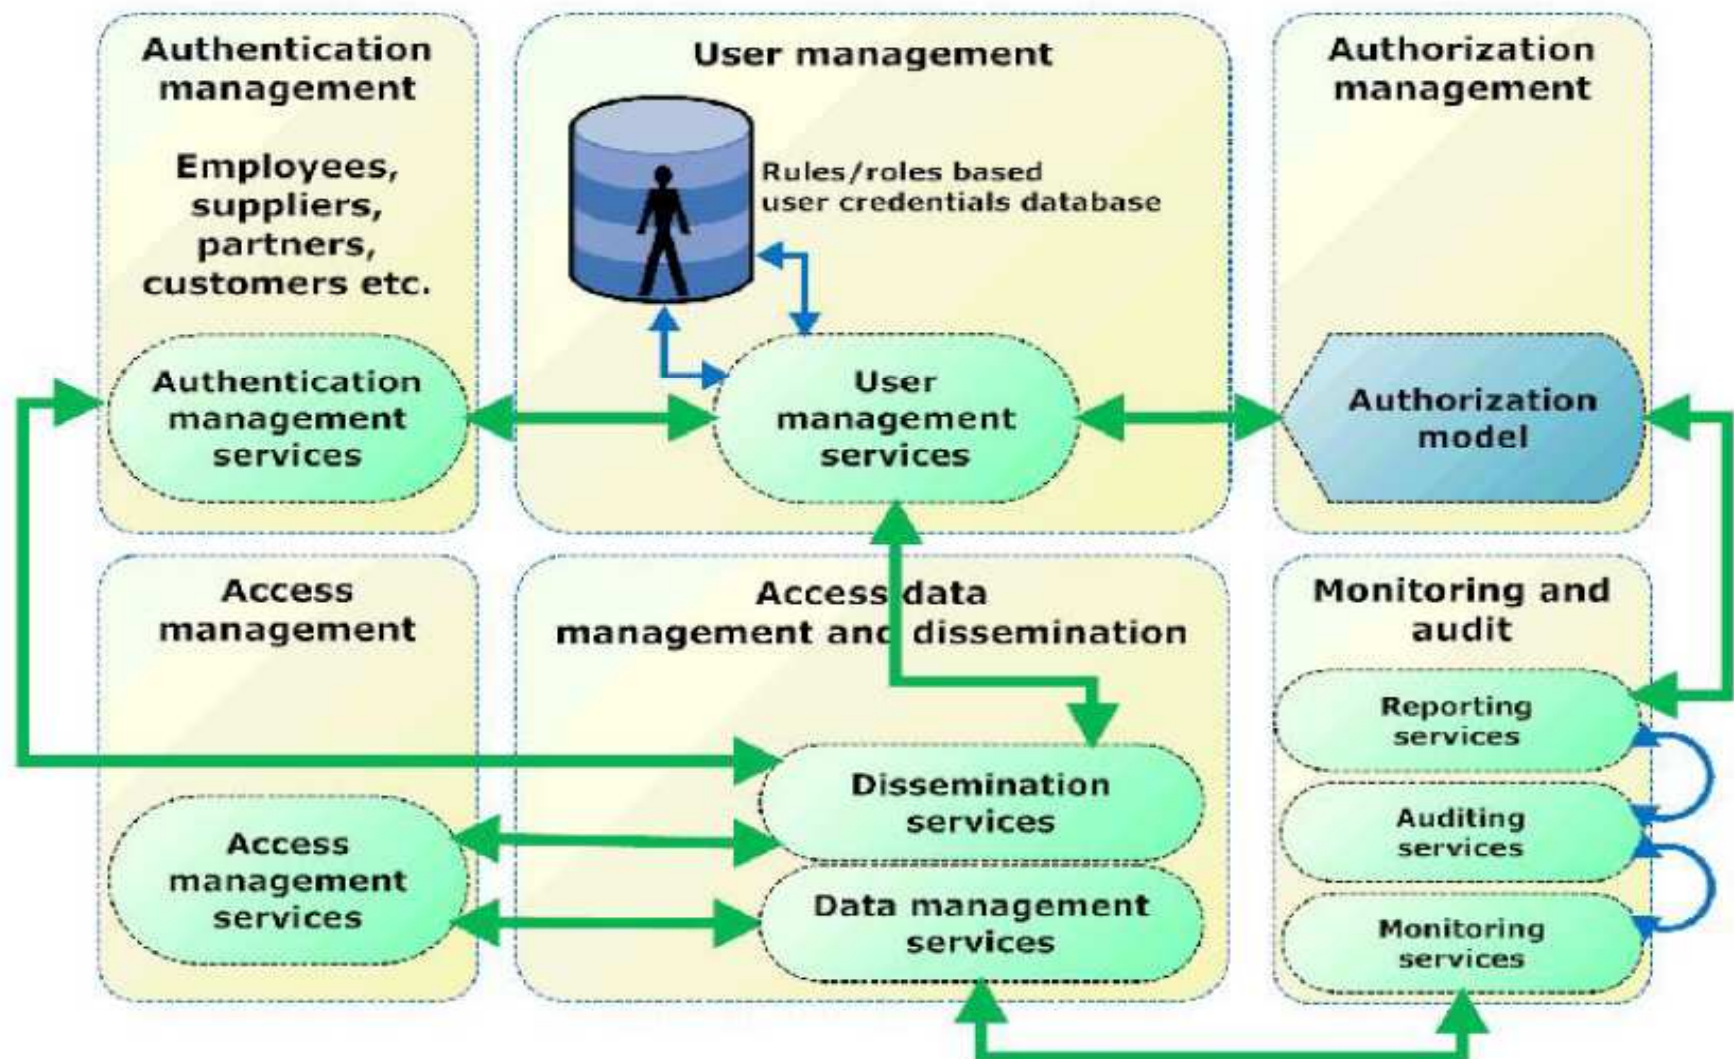 Authentication
management
Employees,
suppliers,
partners,
customers etc.
Authentication
management
services
User management
Rules/roles based
user credentials database
User
management
services
Authorization
management
Authorization
model
Access
management
Access
management
services
Access data
management and dissemination
Dissemination
services
Data management
services
Monitoring and
audit
Reporting
services
Auditing
services
Monitoring
services